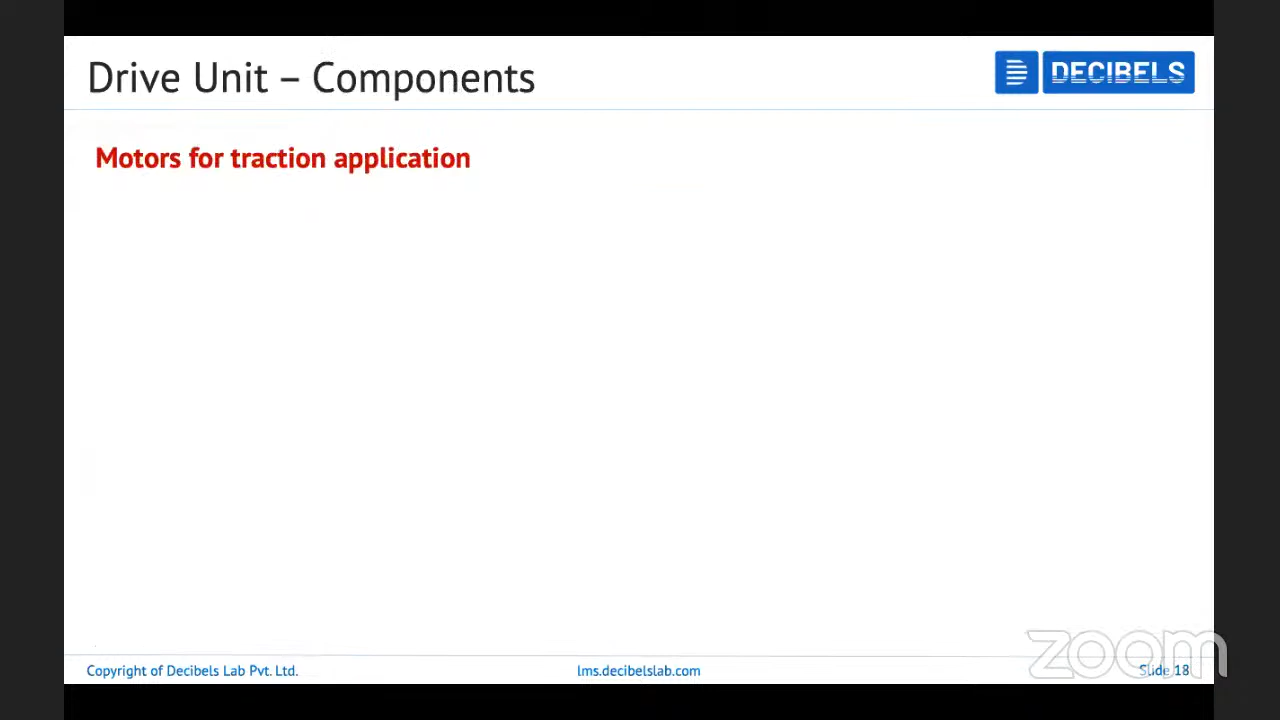 Drive Unit – Components
DECIBELS
Motors for traction application
Copyright of Decibels Lab Pvt. Ltd.
lms.decibelslab.com
Slide 18
zoom